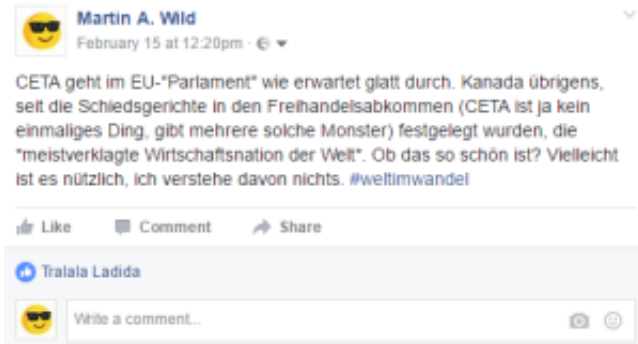 Martin A. Wild
February 15 at 12:20pm ·
CETA geht im EU-"Parlament" wie erwartet glatt durch. Kanada übrigens,
seit die Schiedsgerichte in den Freihandelsabkommen (CETA ist ja kein
einmaliges Ding, gibt mehrere solche Monster) festgelegt wurden, die
"meistverklagte Wirtschaftsnation der Welt". Ob das so schön ist? Vielleicht
ist es nützlich, ich verstehe davon nichts. #weltimwandel
Like Comment Share
Tralala Ladida
Write a comment...